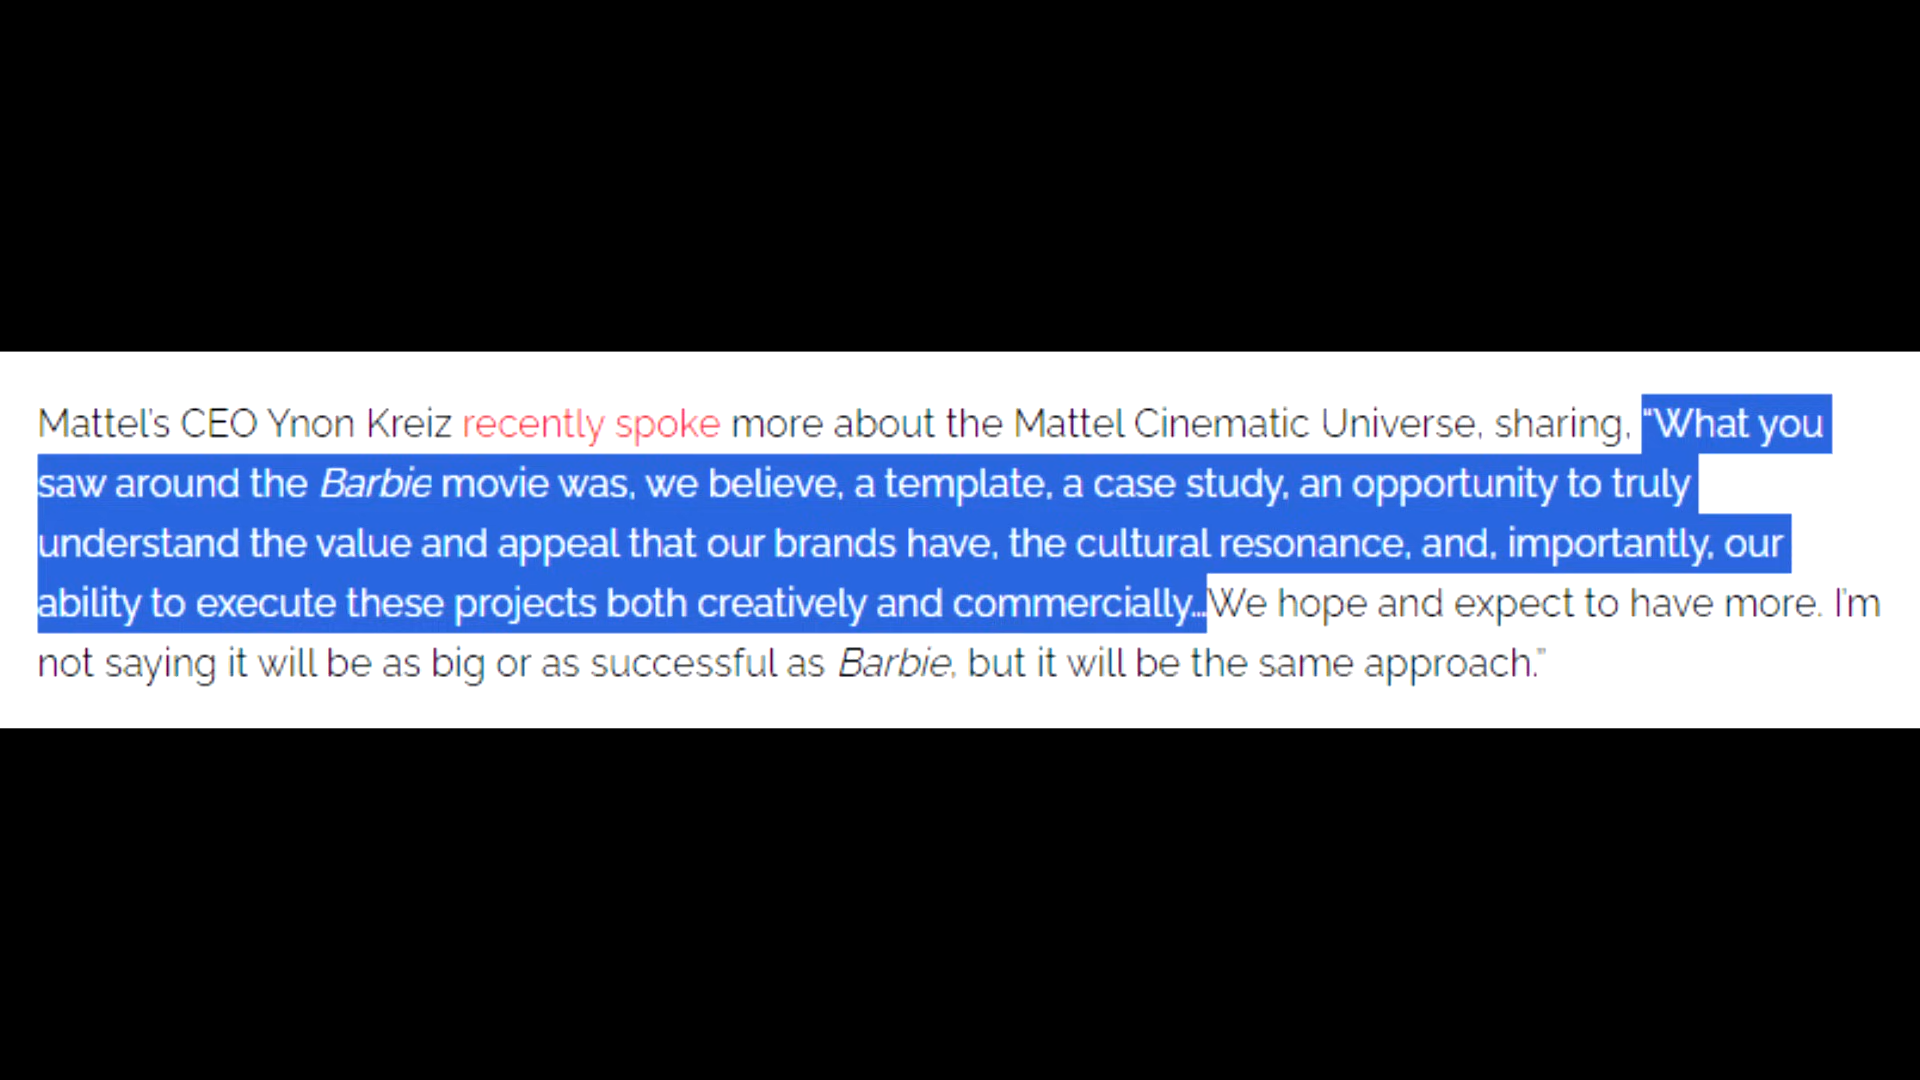 Mattel's CEO Ynon Kreiz recently spoke more about the Mattel Cinematic Universe, sharing, “What you
saw around the Barbie movie was, we believe, a template, a case study, an opportunity to truly
understand the value and appeal that our brands have, the cultural resonance, and, importantly, our
ability to execute these projects both creatively and commercially…We hope and expect to have more. I'm
not saying it will be as big or as successful as Barbie, but it will be the same approach.”